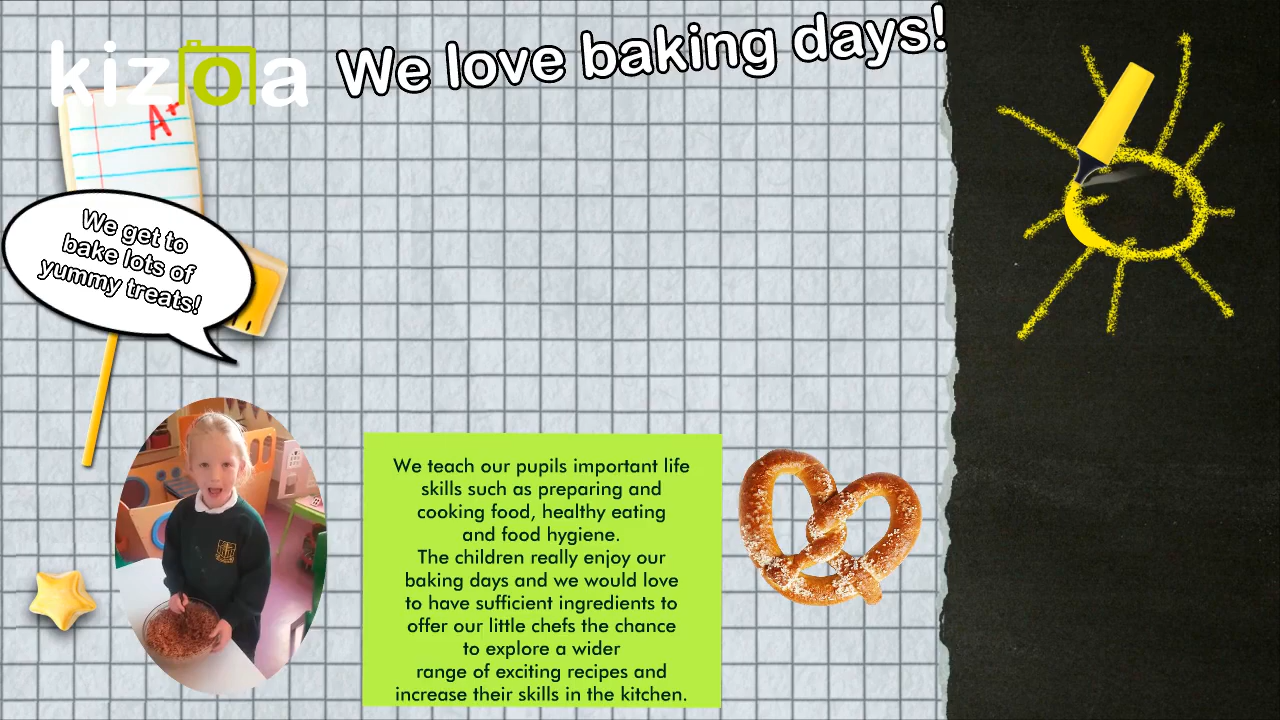 kizoa
We love baking days!
A+
We get to
bake lots of
yummy treats!
We teach our pupils important life
skills such as preparing and
cooking food, healthy eating
and food hygiene.
The children really enjoy our
baking days and we would love
to have sufficient ingredients to
offer our little chefs the chance
to explore a wider
range of exciting recipes and
increase their skills in the kitchen.